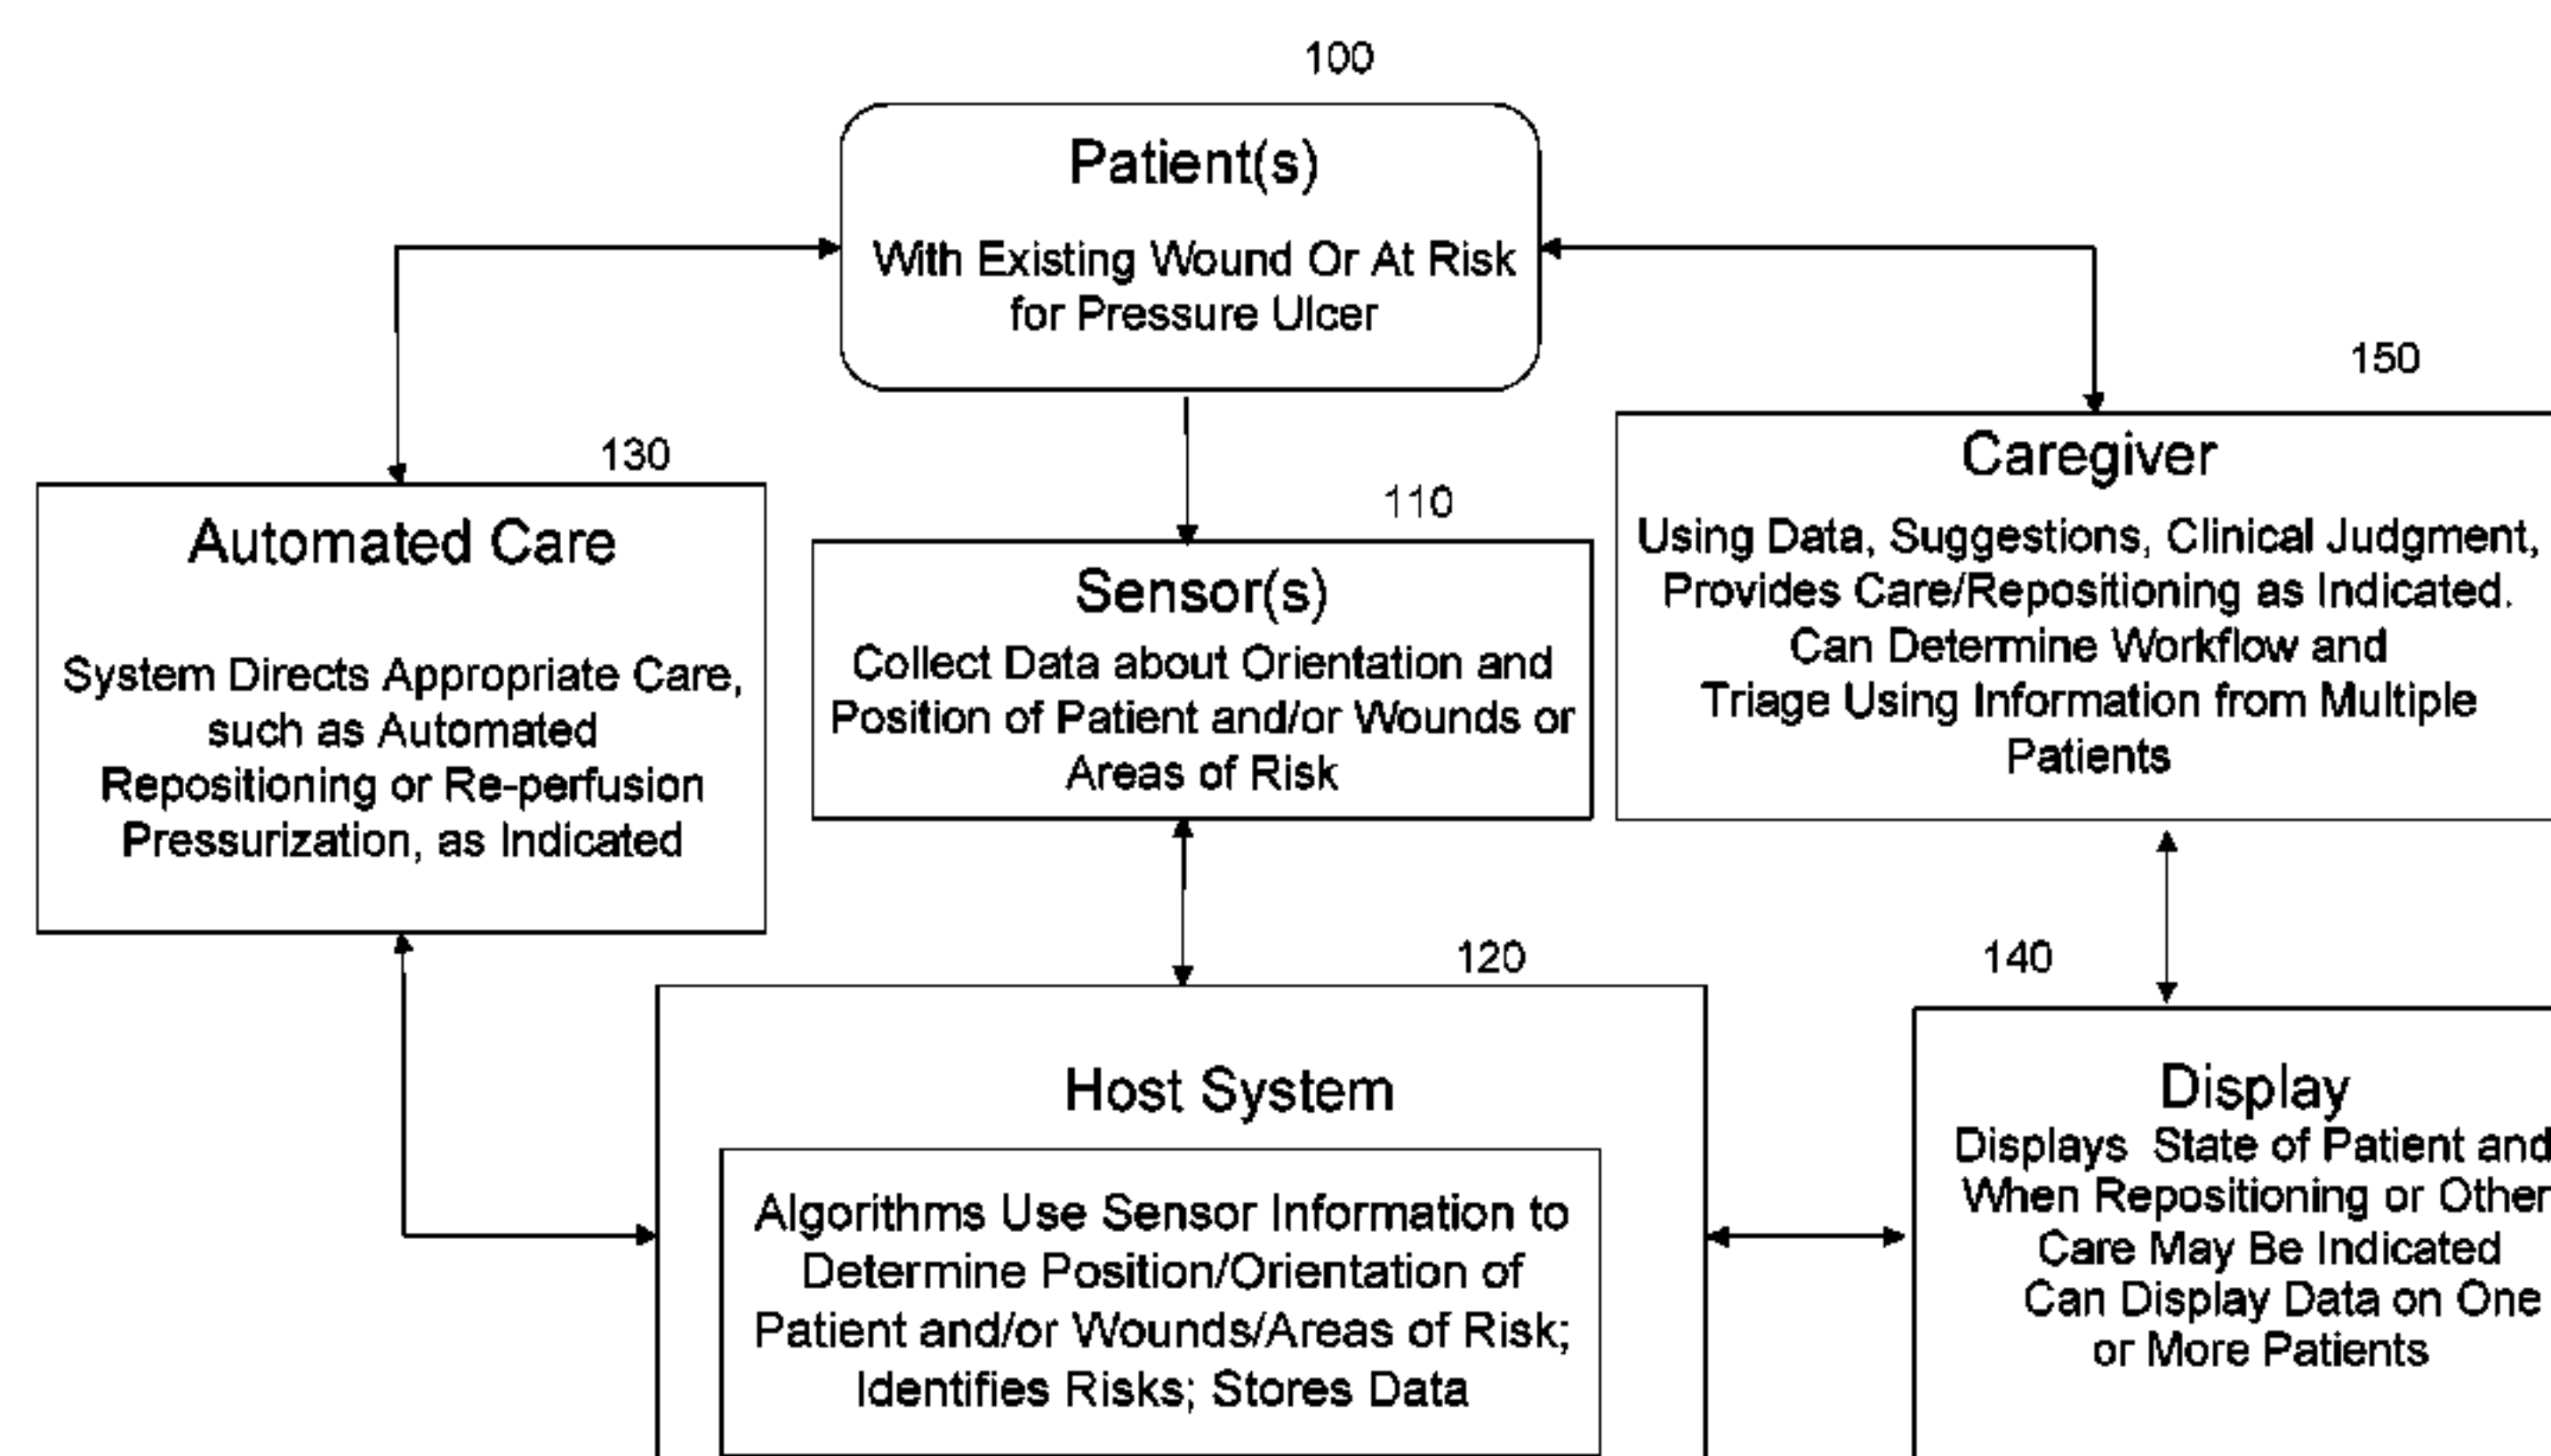 100
Patient(s)
With Existing Wound Or At Risk
for Pressure Ulcer
130
Automated Care
System Directs Appropriate Care,
such as Automated
Repositioning or Re-perfusion
Pressurization, as Indicated
110
Sensor(s)
Collect Data about Orientation and
Position of Patient and/or Wounds or
Areas of Risk
150
Caregiver
Using Data, Suggestions, Clinical Judgment,
Provides Care/Repositioning as Indicated.
Can Determine Workflow and
Triage Using Information from Multiple
Patients
120
Host System
Algorithms Use Sensor Information to
Determine Position/Orientation of
Patient and/or Wounds/Areas of Risk;
Identifies Risks; Stores Data
140
Display
Displays State of Patient and
When Repositioning or Other
Care May Be Indicated
Can Display Data on One
or More Patients